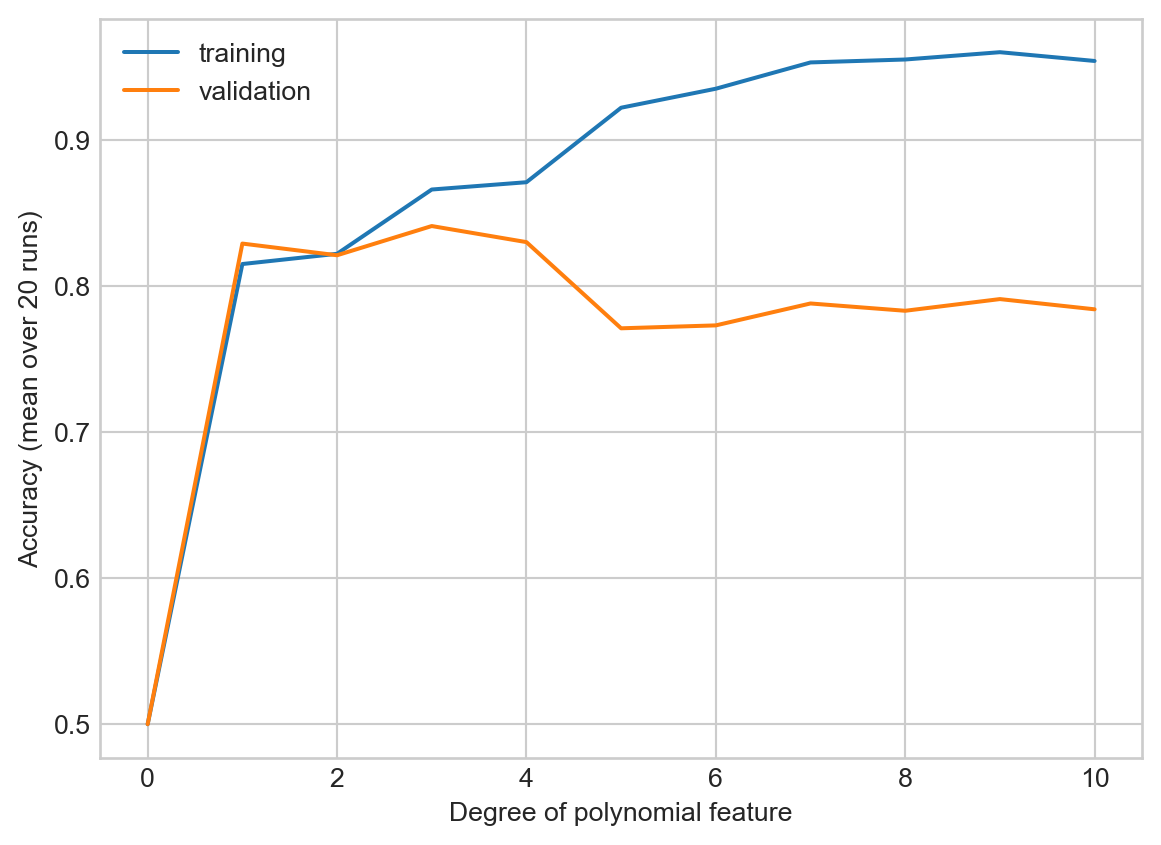 training
validation
0.9
0.8
0.7
0.6
0.5
Accuracy (mean over 20 runs)
0 2 4 6 8 10
Degree of polynomial feature